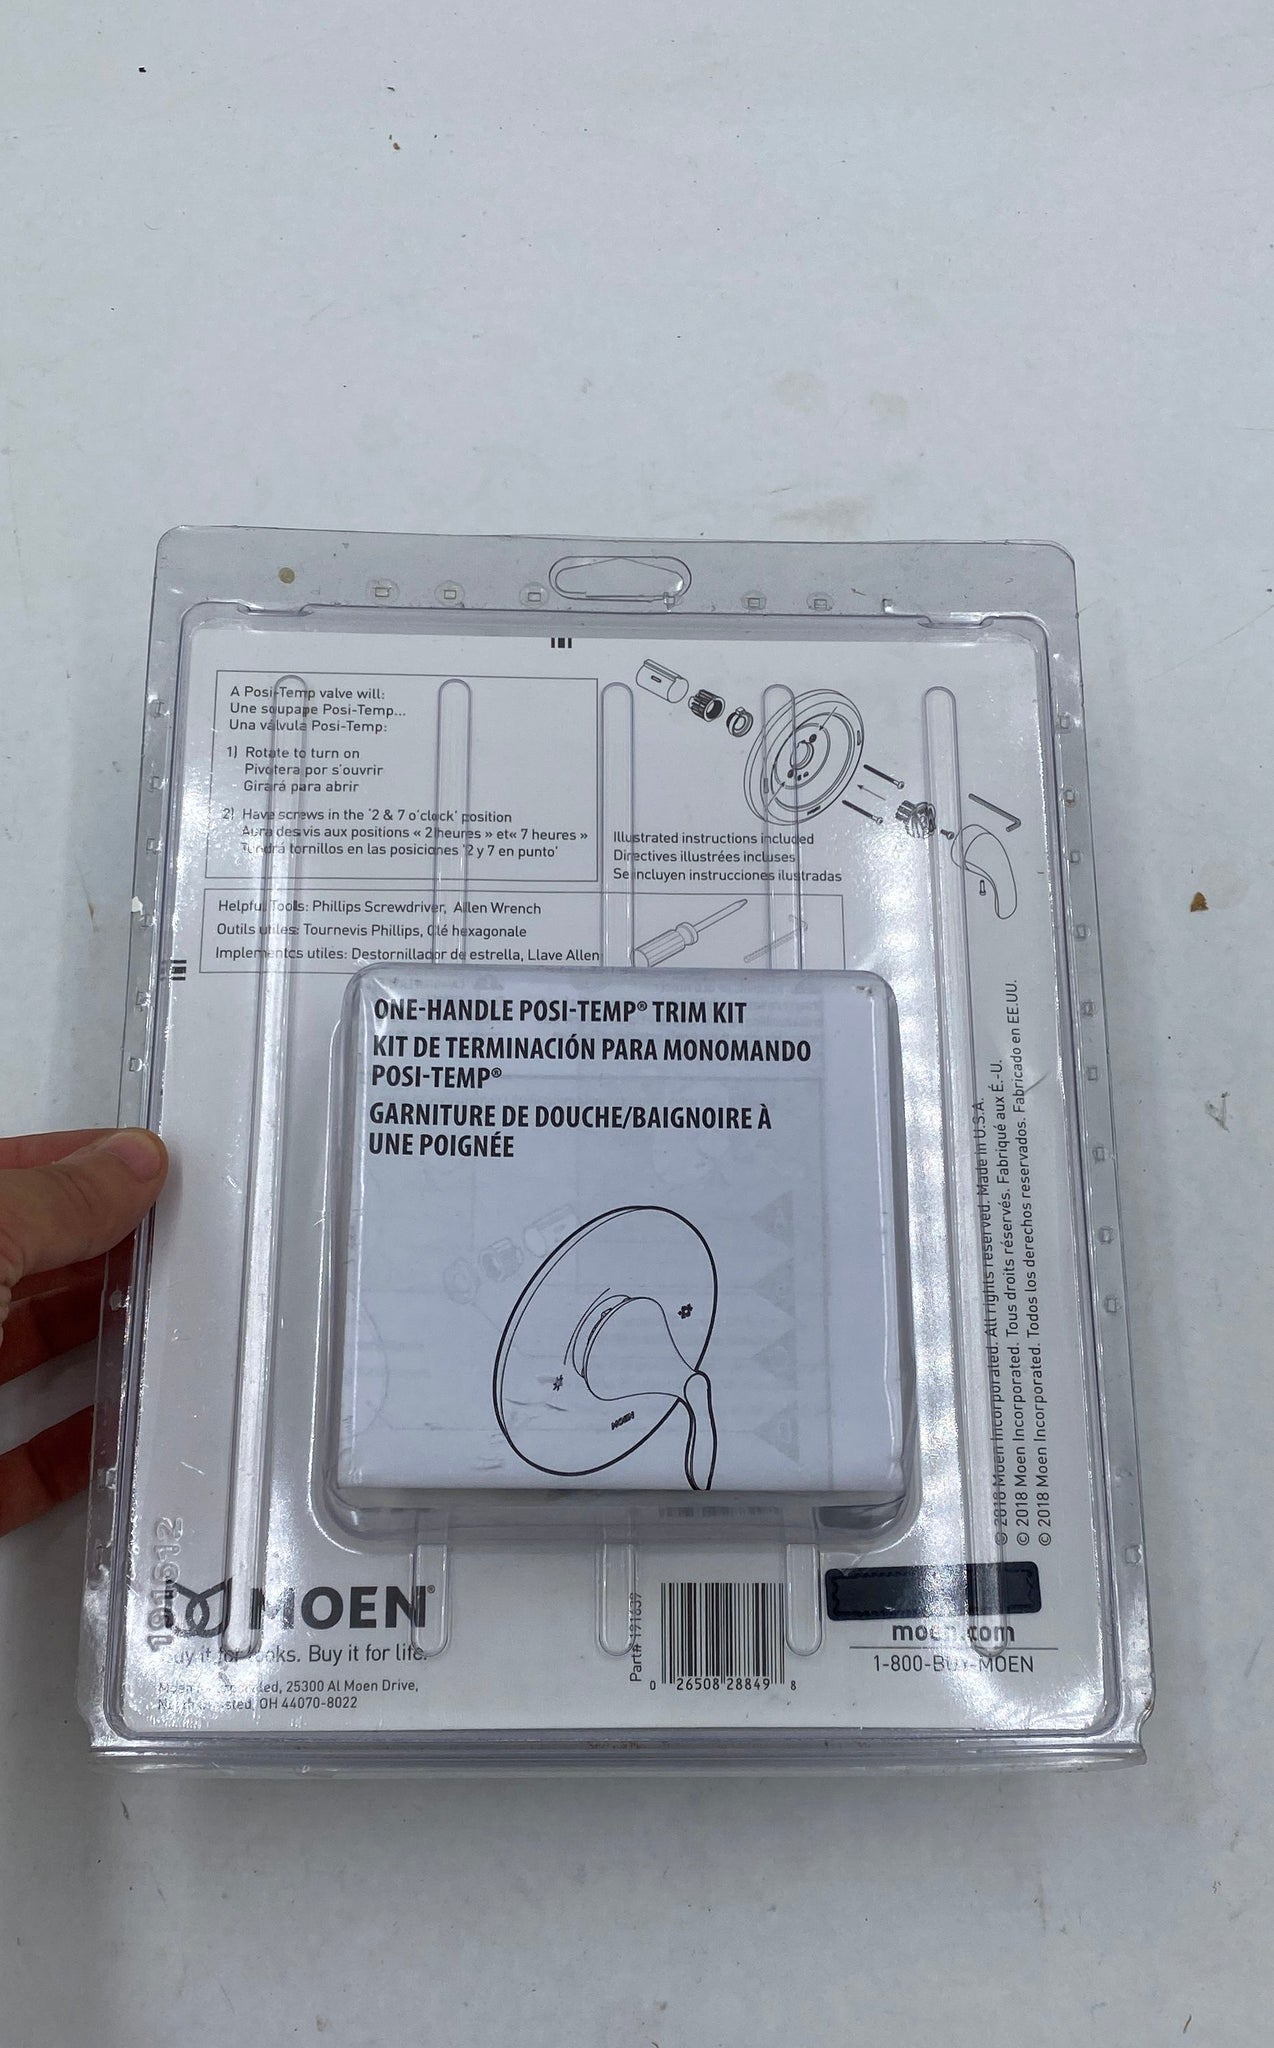 A Posi-Temp valve will:
Une soupape Posi-Temp...
Una válvula Posi-Temp:
1) Rotate to turn on
Pivotera por s'ouvrir
Girará para abrir
2) Have screws in the '2 & 7 o'clock' position
Aura des vis aux positions « 2 heures » et « 7 heures »
Tendrá tornillos en las posiciones '2 y 7 en punto'
Illustrated instructions included
Directives illustrées incluses
Se incluyen instrucciones ilustradas
Helpful Tools: Phillips Screwdriver, Allen Wrench
Outils utiles: Tournevis Phillips, Clé hexagonale
Implementos utiles: Destornillador de estrella, Llave Allen
ONE-HANDLE POSI-TEMP® TRIM KIT
KIT DE TERMINACIÓN PARA MONOMANDO
POSI-TEMP®
GARNITURE DE DOUCHE/BAIGNOIRE À
UNE POIGNÉE
MOEN
© 2018 Moen Incorporated. All rights reserved. Made in U.S.A.
© 2018 Moen Incorporated. Tous droits réservés. Fabriqué aux É.-U.
© 2018 Moen Incorporated. Todos los derechos reservados. Fabricado en EE.UU.
MOEN®
Buy it for looks. Buy it for life.
Moen Incorporated, 25300 Al Moen Drive,
North Olmsted, OH 44070-8022
Part# 191639
0 26508 28849 8
moen.com
1-800-BUY-MOEN